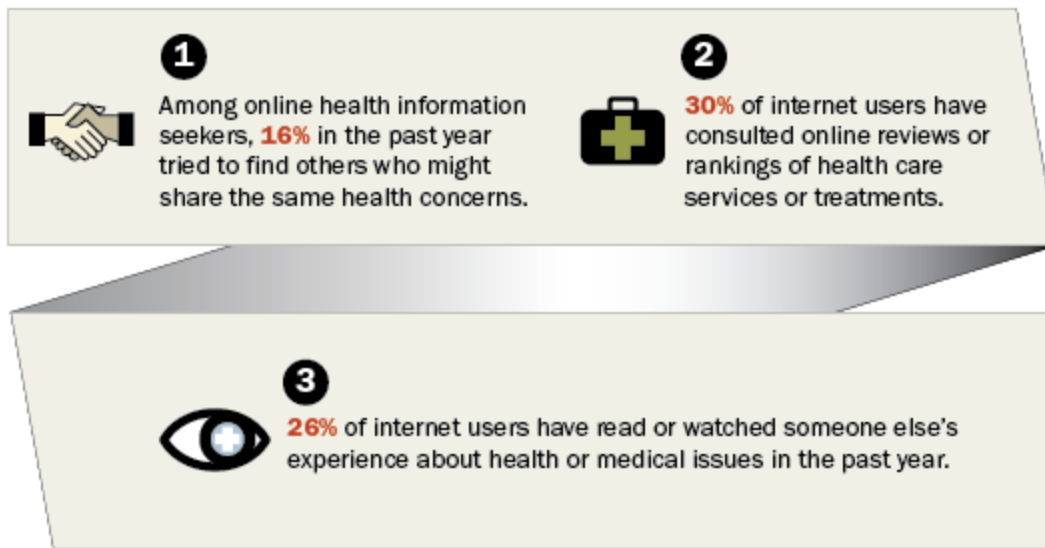 1
Among online health information
seekers, 16% in the past year
tried to find others who might
share the same health concerns.
2
30% of internet users have
consulted online reviews or
rankings of health care
services or treatments.
3
26% of internet users have read or watched someone else’s
experience about health or medical issues in the past year.